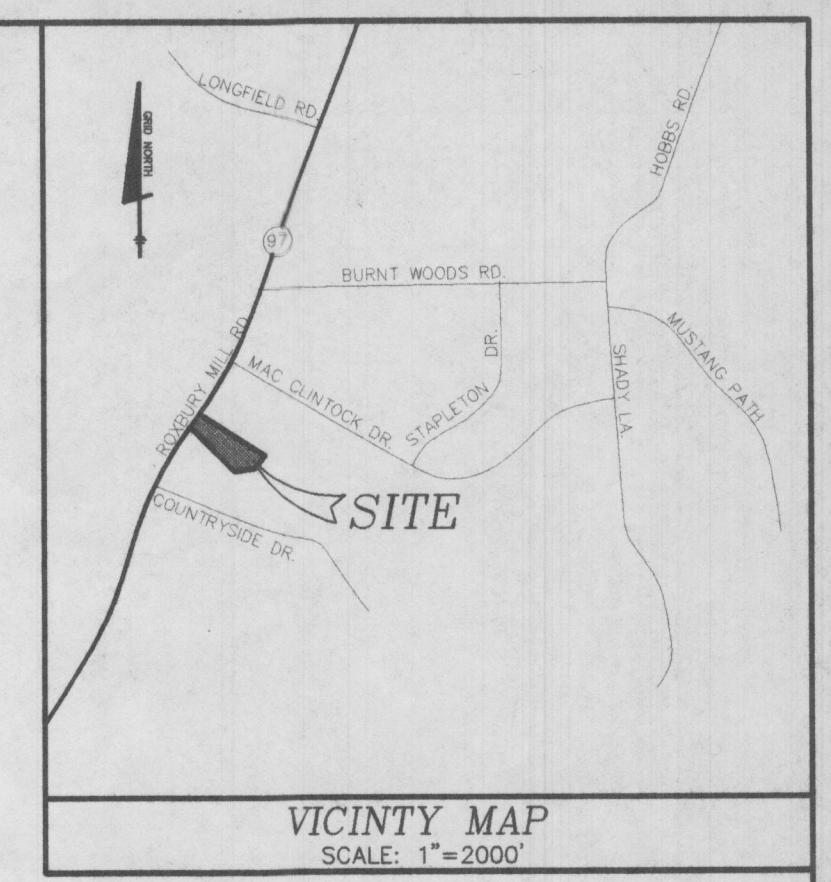 LONGFIELD RD.
GRID NORTH
HOBBS RD.
97
BURNT WOODS RD.
ROXBURY MILL RD.
MAC CLINTOCK DR.
STAPLETON DR.
SHADY LA.
MUSTANG PATH
SITE
COUNTRYSIDE DR.
VICINTY MAP
SCALE: 1"=2000'